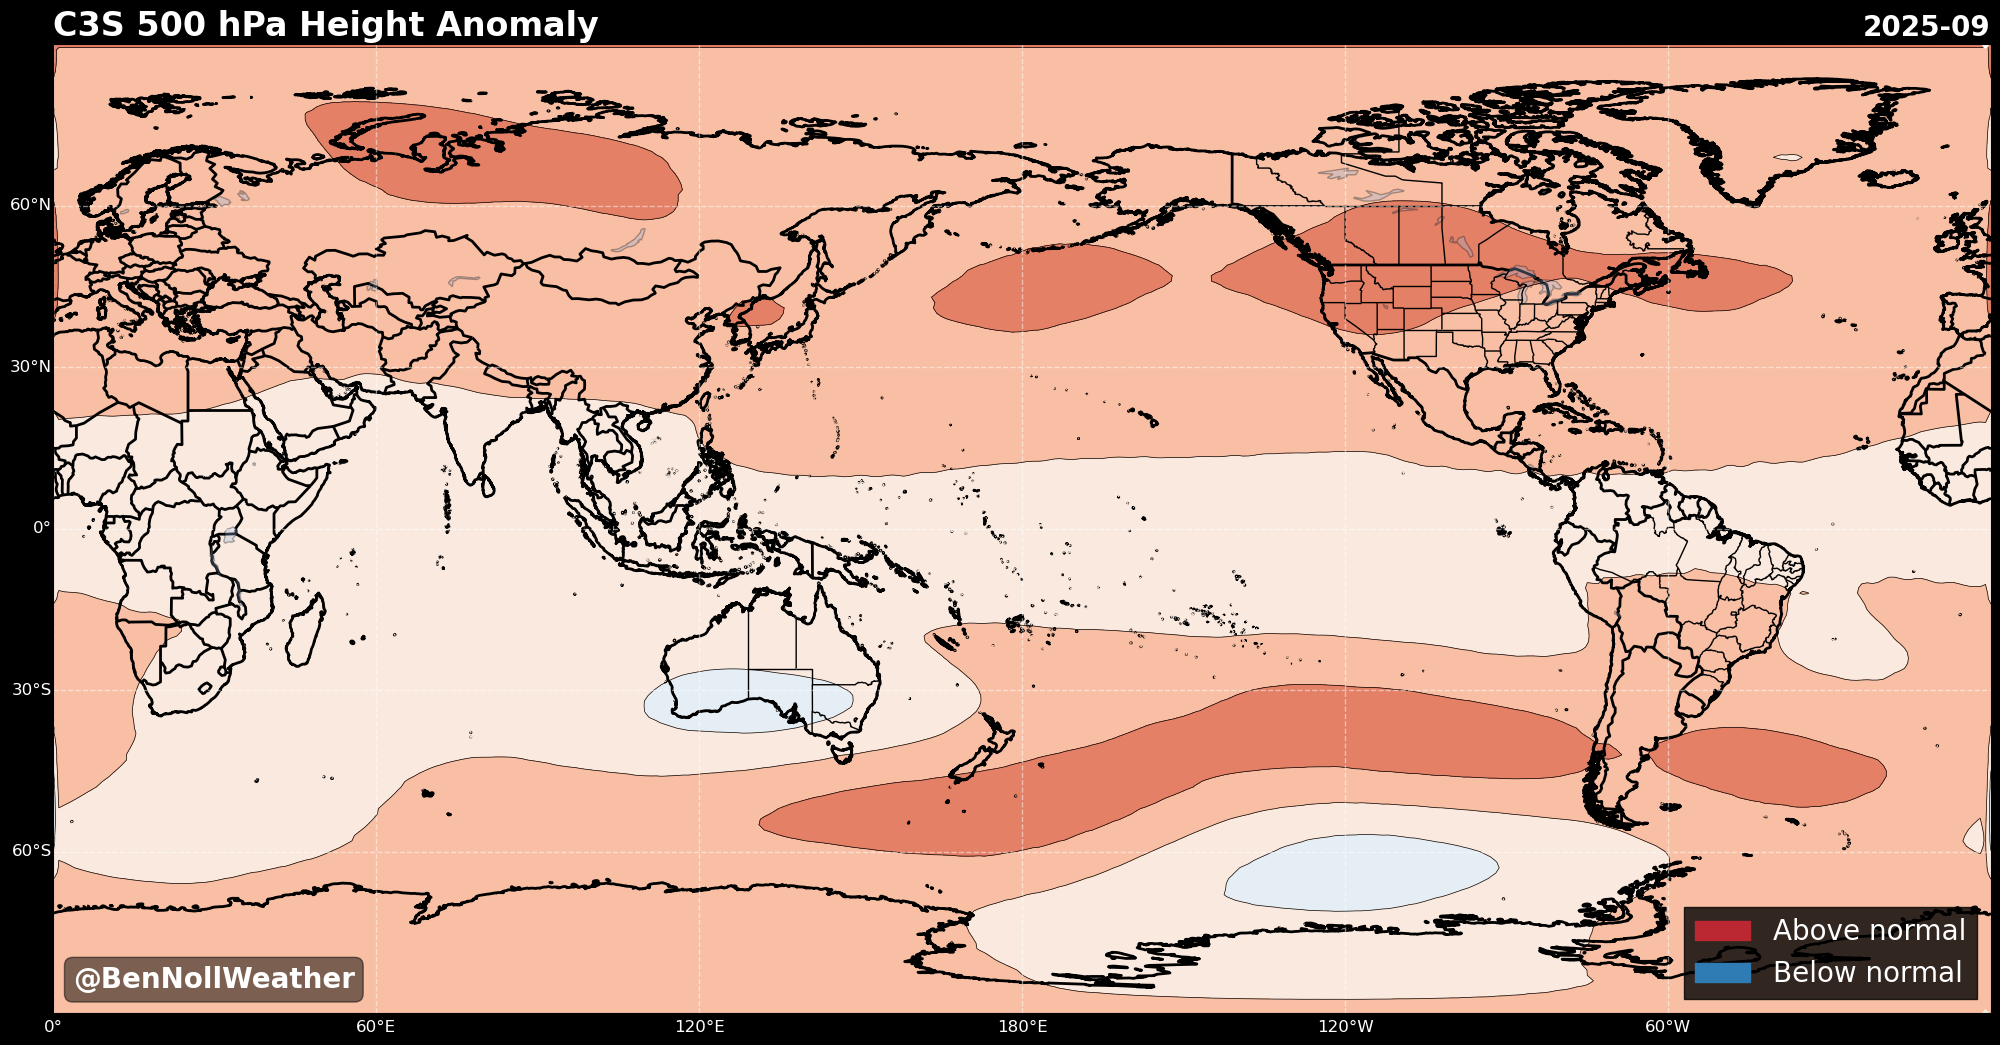 C3S 500 hPa Height Anomaly
2025-09
60°N
30°N
0°
30°S
60°S
@BenNollWeather
Above normal
Below normal
0°
60°E
120°E
180°E
120°W
60°W